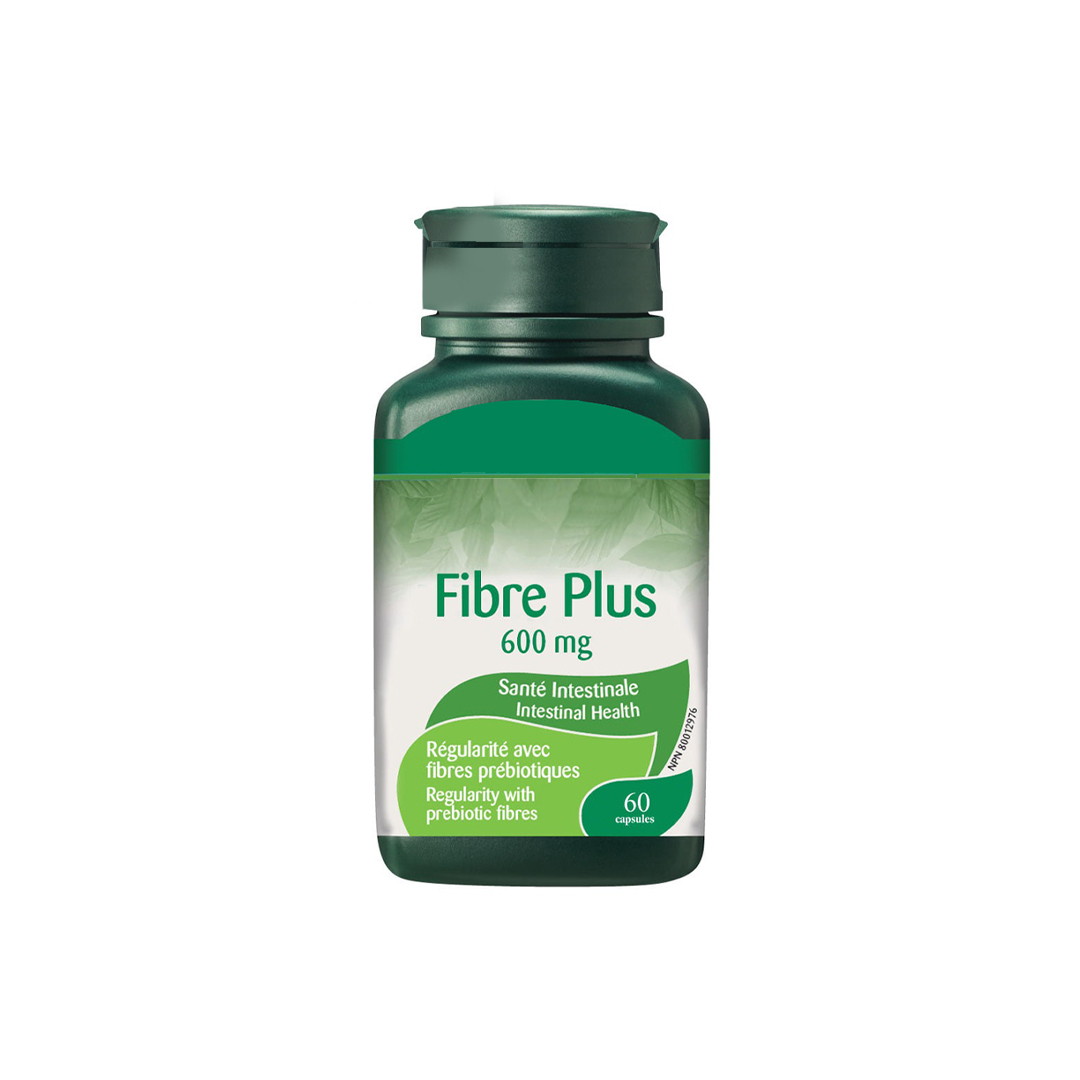 Fibre Plus
600 mg
Santé Intestinale
Intestinal Health
Régularité avec
fibres prébiotiques
Regularity with
prebiotic fibres
NPN 80012976
60
capsules